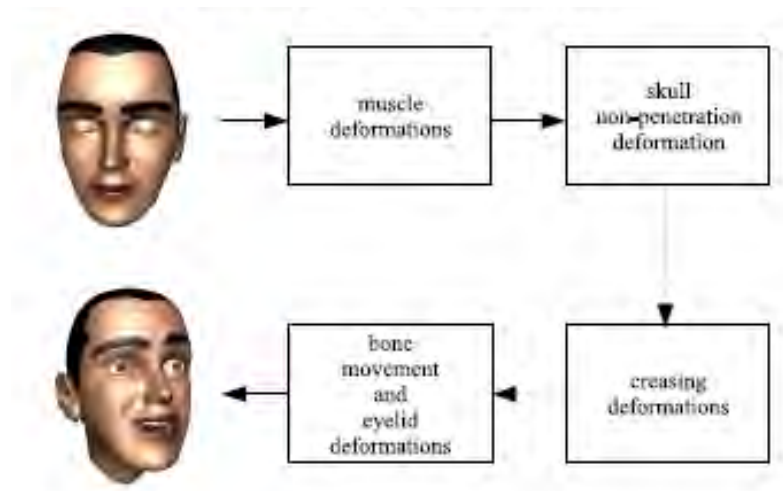 muscle
deformations
skull
non-penetration
deformation
bone
movement
and
eyelid
deformations
creasing
deformations